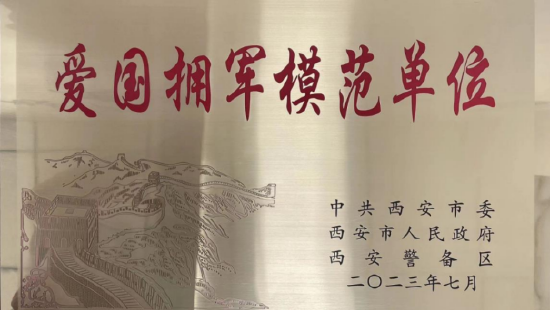 爱国拥军模范单位
中共西安市委
西安市人民政府
西安警备区
二〇二三年七月